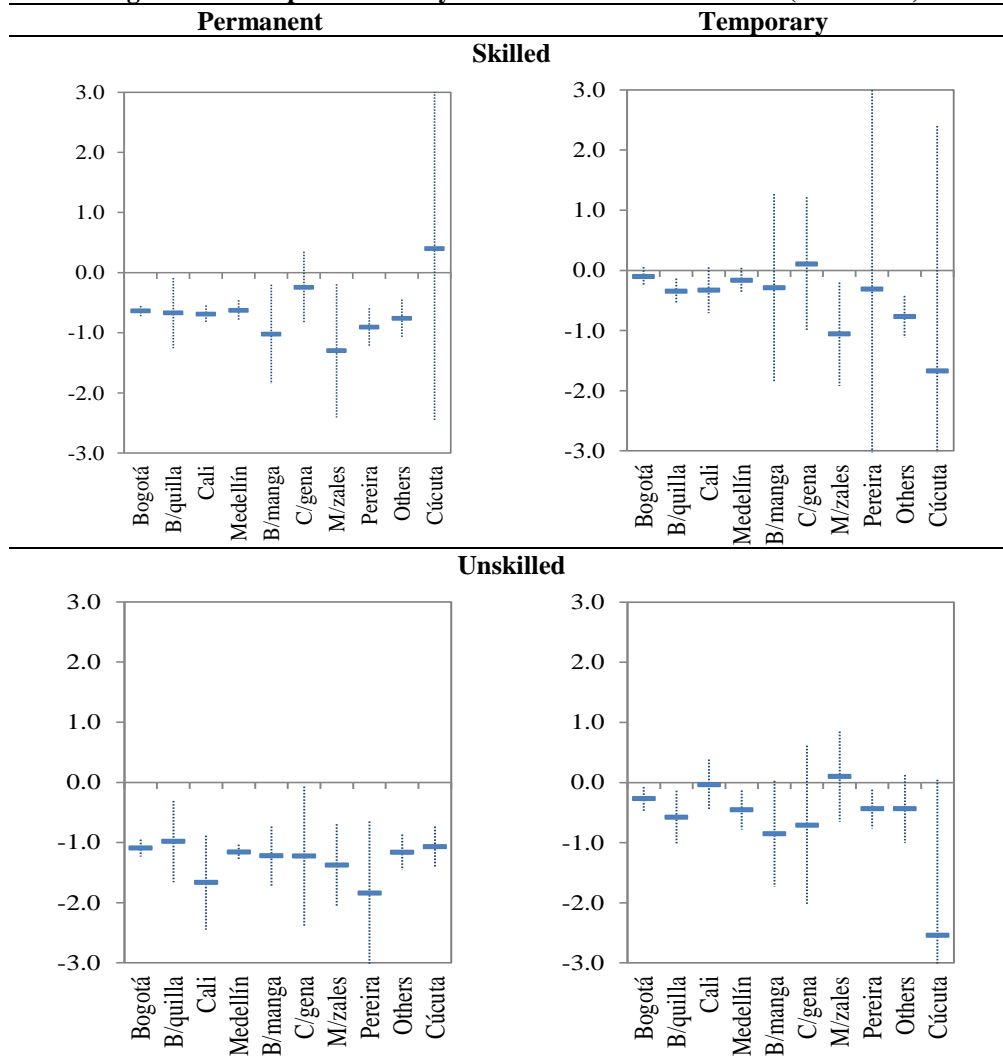 Permanent Temporary
Skilled
3.0 3.0
2.0 2.0
1.0 1.0
0.0 0.0
-1.0 -1.0
-2.0 -2.0
-3.0 -3.0
Bogotá B/quilla Cali Medellín B/manga C/gena M/zales Pereira Others Cúcuta
Bogotá B/quilla Cali Medellín B/manga C/gena M/zales Pereira Others Cúcuta
Unskilled
3.0 3.0
2.0 2.0
1.0 1.0
0.0 0.0
-1.0 -1.0
-2.0 -2.0
-3.0 -3.0
Bogotá B/quilla Cali Medellín B/manga C/gena M/zales Pereira Others Cúcuta
Bogotá B/quilla Cali Medellín B/manga C/gena M/zales Pereira Others Cúcuta